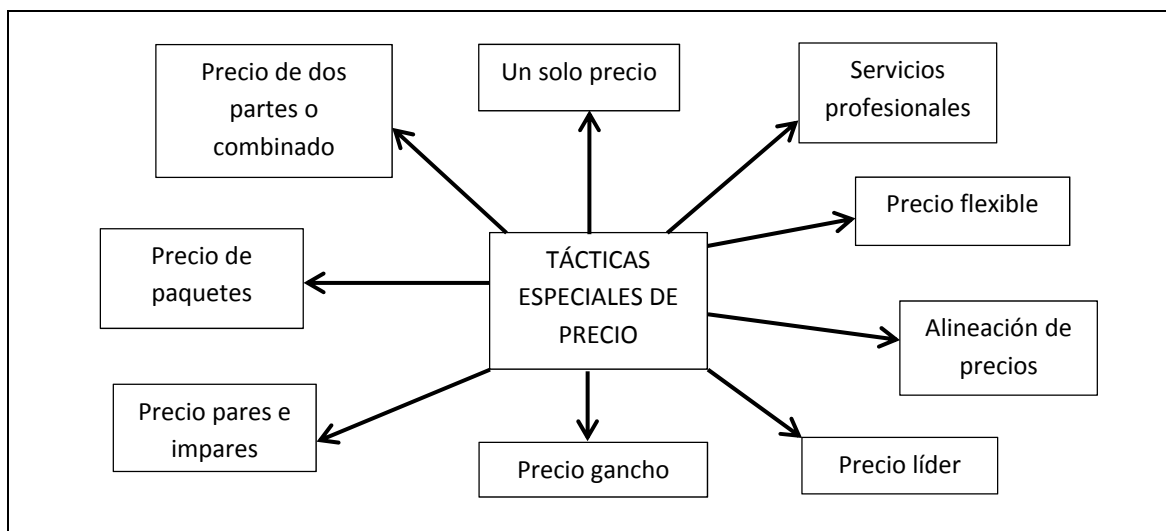 Precio de dos
partes o
combinado
Un solo precio
Servicios
profesionales
Precio flexible
Precio de
paquetes
TÁCTICAS
ESPECIALES DE
PRECIO
Alineación de
precios
Precio pares e
impares
Precio gancho
Precio líder